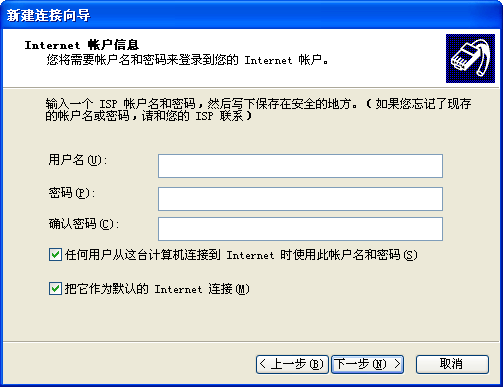 新建连接向导
Internet 帐户信息
您将需要帐户名和密码来登录到您的 Internet 帐户。
输入一个 ISP 帐户名和密码，然后写下保存在安全的地方。（如果您忘记了现存
的帐户名或密码，请和您的 ISP 联系）
用户名(U):
密码(P):
确认密码(C):
任何用户从这台计算机连接到 Internet 时使用此帐户名和密码(S)
把它作为默认的 Internet 连接(M)
< 上一步(B) 下一步(N) > 取消